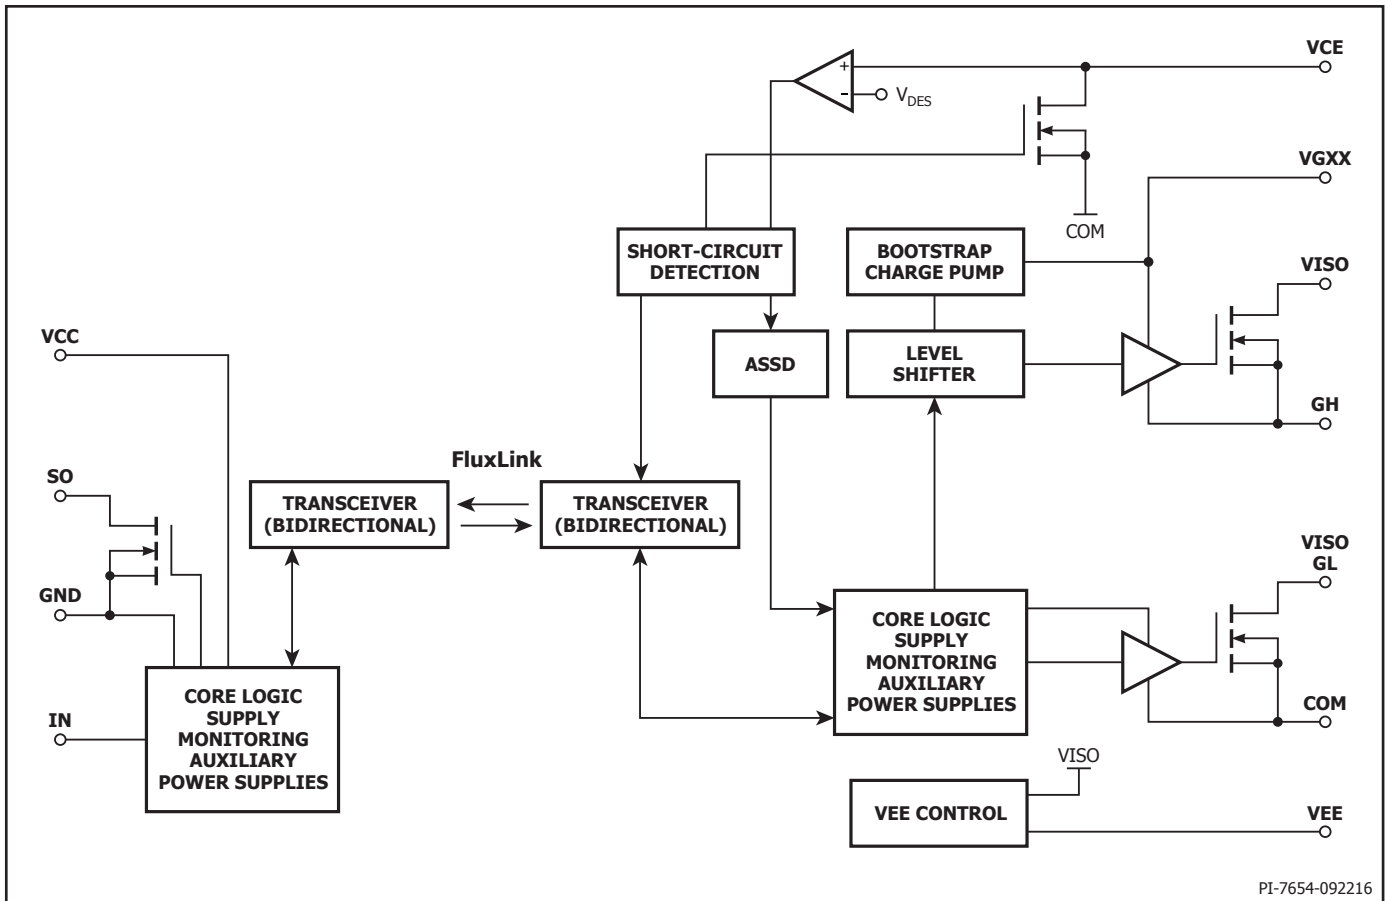 VCE
+
-
VDES
VGXX
COM
SHORT-CIRCUIT
DETECTION
BOOTSTRAP
CHARGE PUMP
VISO
VCC
ASSD
LEVEL
SHIFTER
GH
FluxLink
SO
TRANSCEIVER
(BIDIRECTIONAL)
TRANSCEIVER
(BIDIRECTIONAL)
VISO
GL
GND
CORE LOGIC
SUPPLY
MONITORING
AUXILIARY
POWER SUPPLIES
IN
CORE LOGIC
SUPPLY
MONITORING
AUXILIARY
POWER SUPPLIES
COM
VISO
VEE CONTROL
VEE
PI-7654-092216